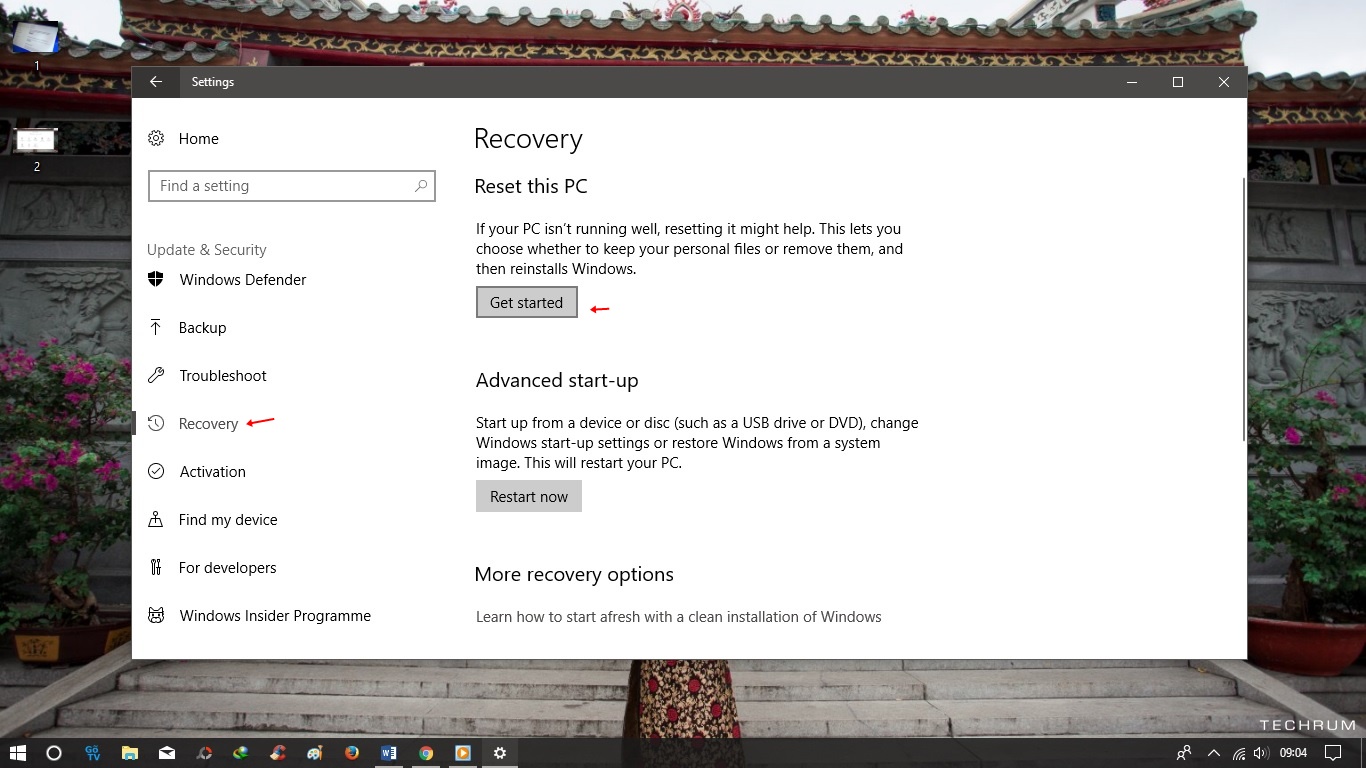 1
2
Settings
Home
Find a setting
Update & Security
Windows Defender
Backup
Troubleshoot
Recovery
Activation
Find my device
For developers
Windows Insider Programme
Recovery
Reset this PC
If your PC isn’t running well, resetting it might help. This lets you
choose whether to keep your personal files or remove them, and
then reinstalls Windows.
Get started
Advanced start-up
Start up from a device or disc (such as a USB drive or DVD), change
Windows start-up settings or restore Windows from a system
image. This will restart your PC.
Restart now
More recovery options
Learn how to start afresh with a clean installation of Windows
TECHRUM
Gō
TV
09:04